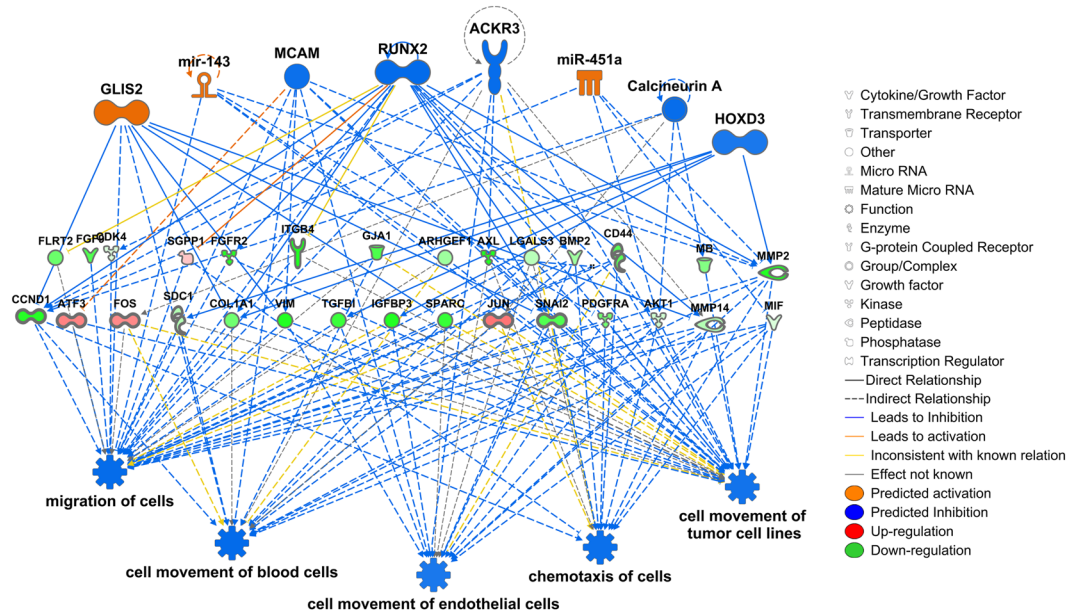 ACKR3
RUNX2
MCAM
mir-143
miR-451a
Calcineurin A
GLIS2
HOXD3
ITGB4
CD44
GJA1
FLRT2
CDK4
SGPP1
FGFR2
ARHGEF1
AXL
LGALS3
BMP2
MB
MMP2
CCND1
ATF3
FOS
SDC1
COL1A1
VIM
TGFBI
IGFBP3
SPARC
JUN
SNAI2
PDGFRA
AKT1
MMP14
MIF
migration of cells
cell movement of blood cells
cell movement of endothelial cells
chemotaxis of cells
cell movement of
tumor cell lines
Cytokine/Growth Factor
Transmembrane Receptor
Transporter
Other
Micro RNA
Mature Micro RNA
Function
Enzyme
G-protein Coupled Receptor
Group/Complex
Growth factor
Kinase
Peptidase
Phosphatase
Transcription Regulator
Direct Relationship
Indirect Relationship
Leads to Inhibition
Leads to activation
Inconsistent with known relation
Effect not known
Predicted activation
Predicted Inhibition
Up-regulation
Down-regulation